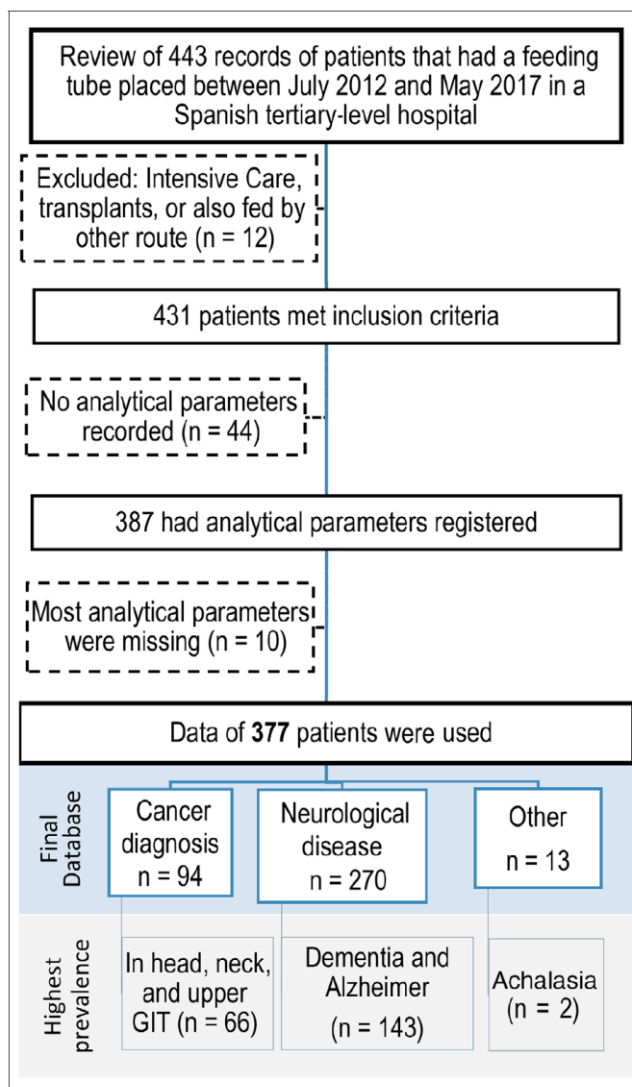 Review of 443 records of patients that had a feeding
tube placed between July 2012 and May 2017 in a
Spanish tertiary-level hospital
Excluded: Intensive Care,
transplants, or also fed by
other route (n = 12)
431 patients met inclusion criteria
No analytical parameters
recorded (n = 44)
387 had analytical parameters registered
Most analytical parameters
were missing (n = 10)
Data of 377 patients were used
Final
Database
Cancer
diagnosis
n = 94
Neurological
disease
n = 270
Other
n = 13
Highest
prevalence
In head, neck,
and upper
GIT (n = 66)
Dementia and
Alzheimer
(n = 143)
Achalasia
(n = 2)